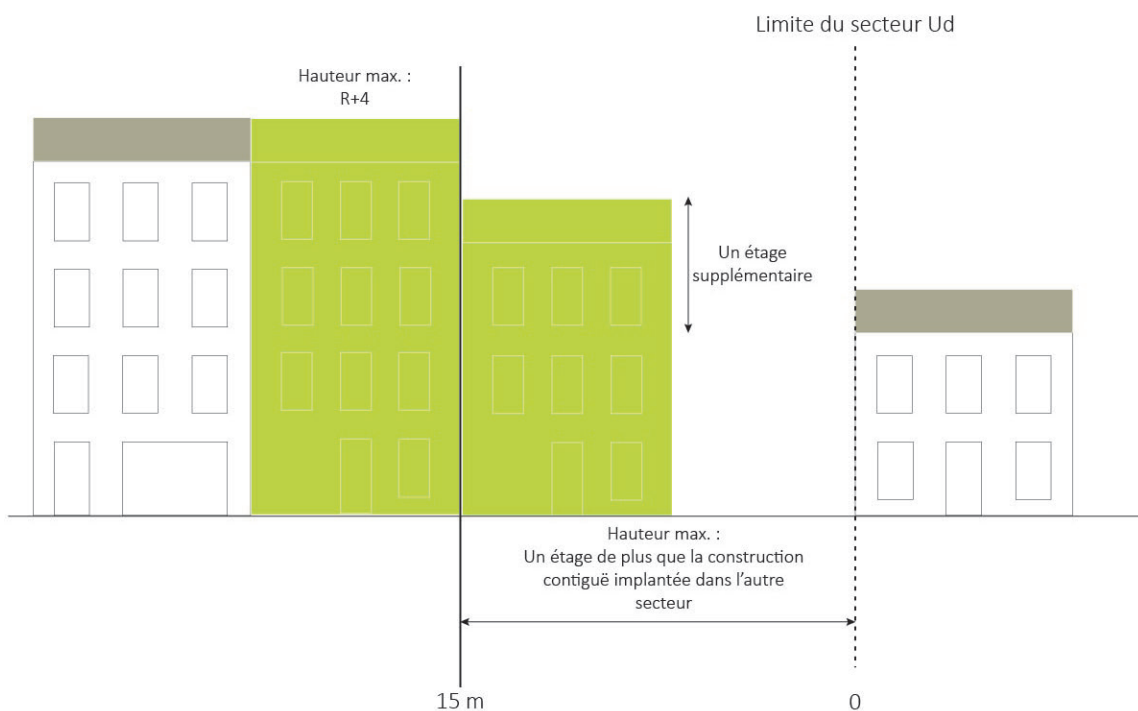 Limite du secteur Ud
Hauteur max. :
R+4
Un étage
supplémentaire
Hauteur max. :
Un étage de plus que la construction
contiguë implantée dans l'autre
secteur
15 m
0